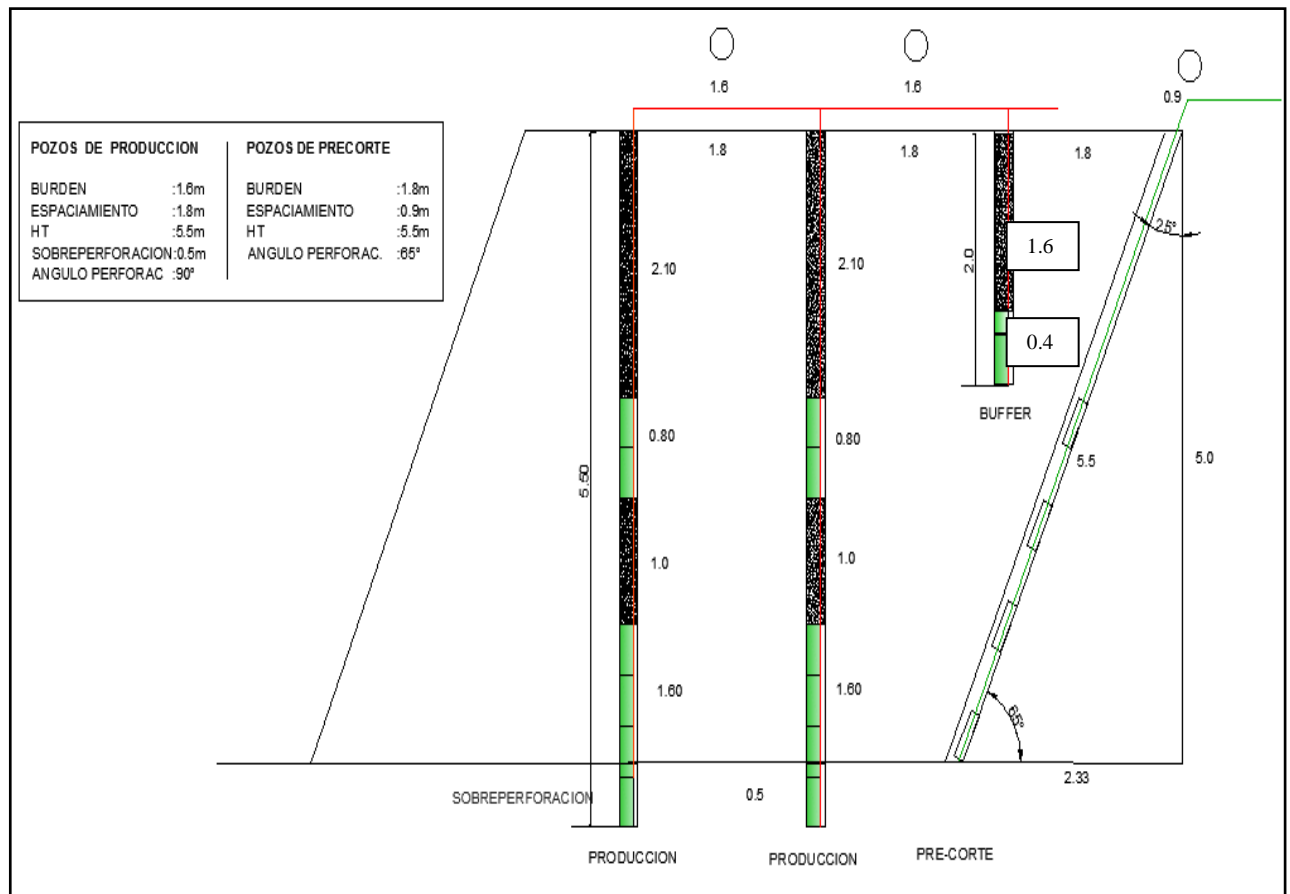 1.6 1.6
0.9
POZOS DE PRODUCCION POZOS DE PRECORTE
BURDEN :1.6m BURDEN :1.8m
ESPACIAMIENTO :1.8m ESPACIAMIENTO :0.9m
HT :5.5m HT :5.5m
SOBREPERFORACION:0.5m ANGULO PERFORAC. :65°
ANGULO PERFORAC :90°
1.8 1.8 1.8
25°
1.6
2.0
2.10 2.10
0.4
BUFFER
0.80 0.80
5.5 5.0
5.50
1.0 1.0
1.60 1.60
65°
2.33
SOBREPERFORACION 0.5
PRODUCCION PRODUCCION PRE-CORTE